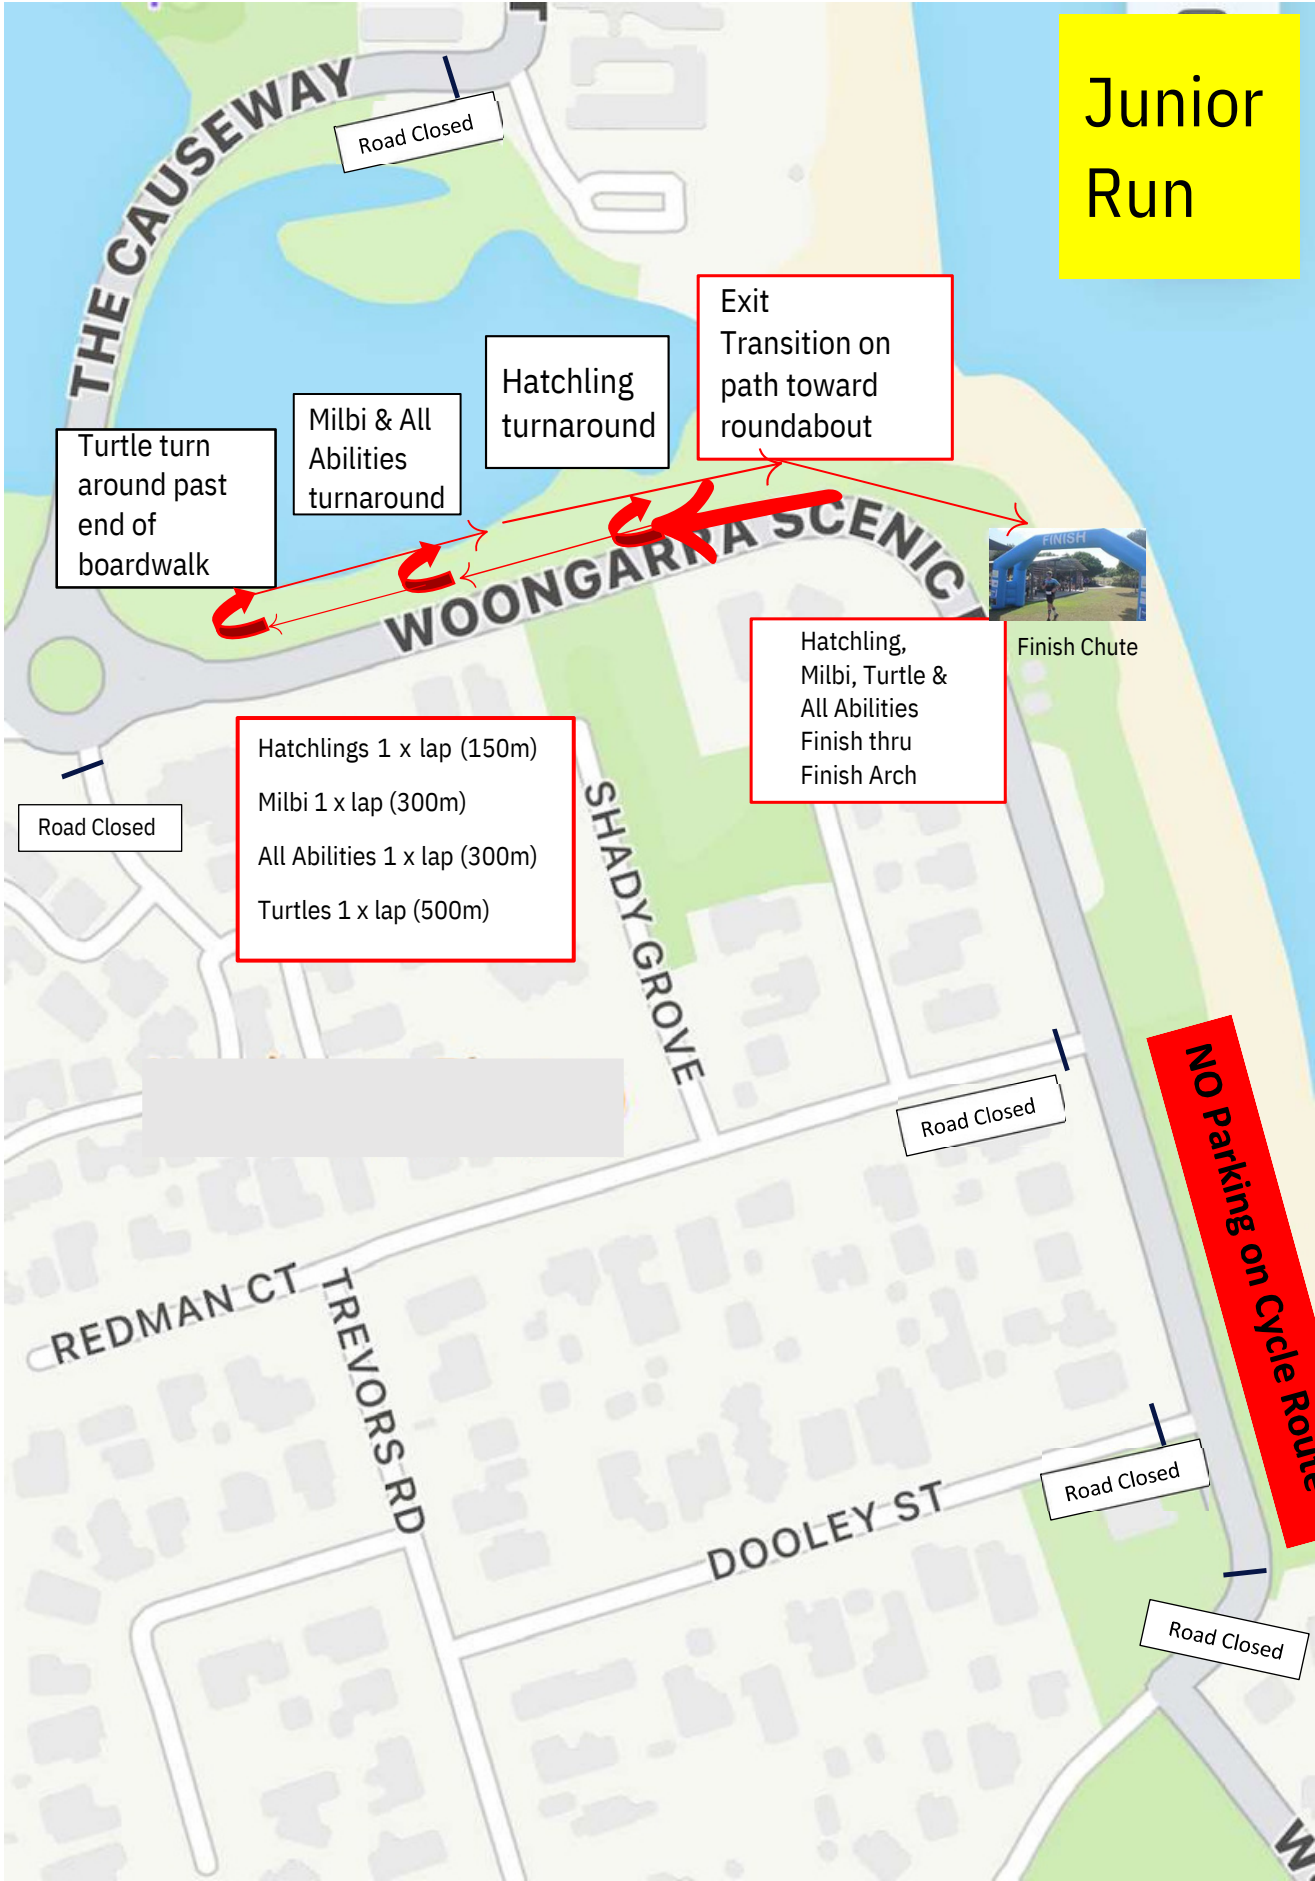 Junior
Run
THE CAUSEWAY
Road Closed
Exit
Transition on
path toward
roundabout
Hatchling
turnaround
Milbi & All
Abilities
turnaround
Turtle turn
around past
end of
boardwalk
WOONGARRA SCENIC
FINISH
Finish Chute
Hatchling,
Milbi, Turtle &
All Abilities
Finish thru
Finish Arch
Hatchlings 1 x lap (150m)
Milbi 1 x lap (300m)
All Abilities 1 x lap (300m)
Turtles 1 x lap (500m)
Road Closed
SHADY GROVE
Road Closed
NO Parking on Cycle Route
REDMAN CT
TREVORS RD
Road Closed
DOOLEY ST
Road Closed